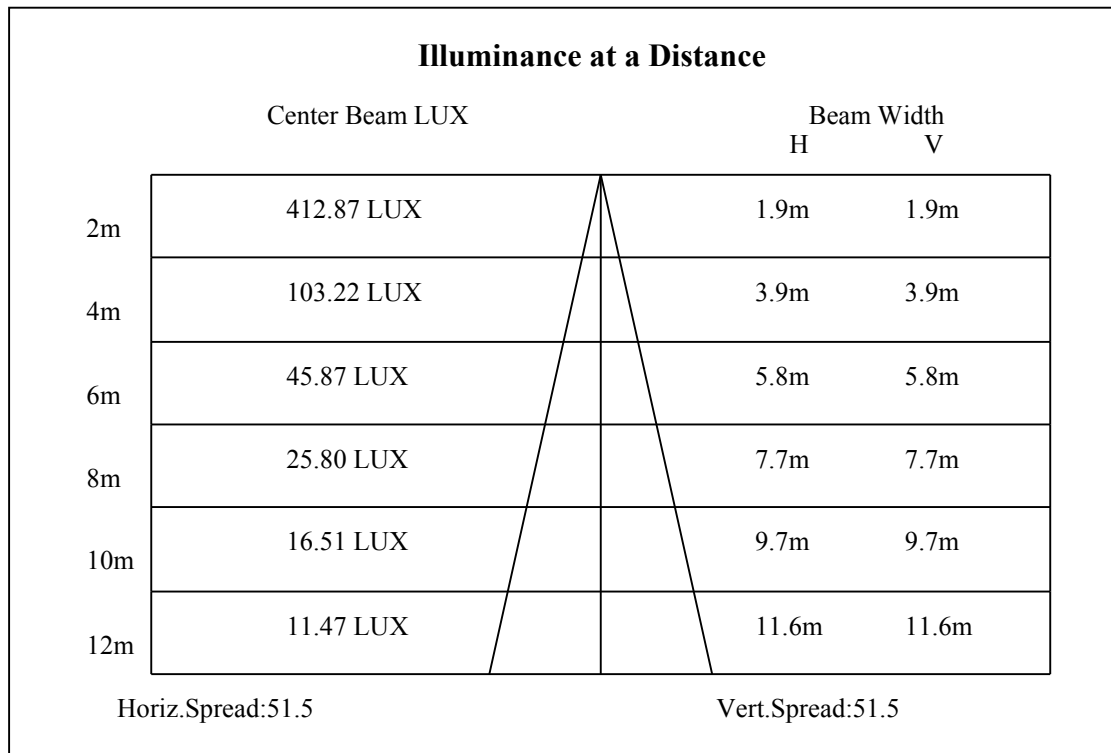 Illuminance at a Distance
Center Beam LUX Beam Width
H V
2m 412.87 LUX 1.9m 1.9m
4m 103.22 LUX 3.9m 3.9m
6m 45.87 LUX 5.8m 5.8m
8m 25.80 LUX 7.7m 7.7m
10m 16.51 LUX 9.7m 9.7m
12m 11.47 LUX 11.6m 11.6m
Horiz.Spread:51.5 Vert.Spread:51.5